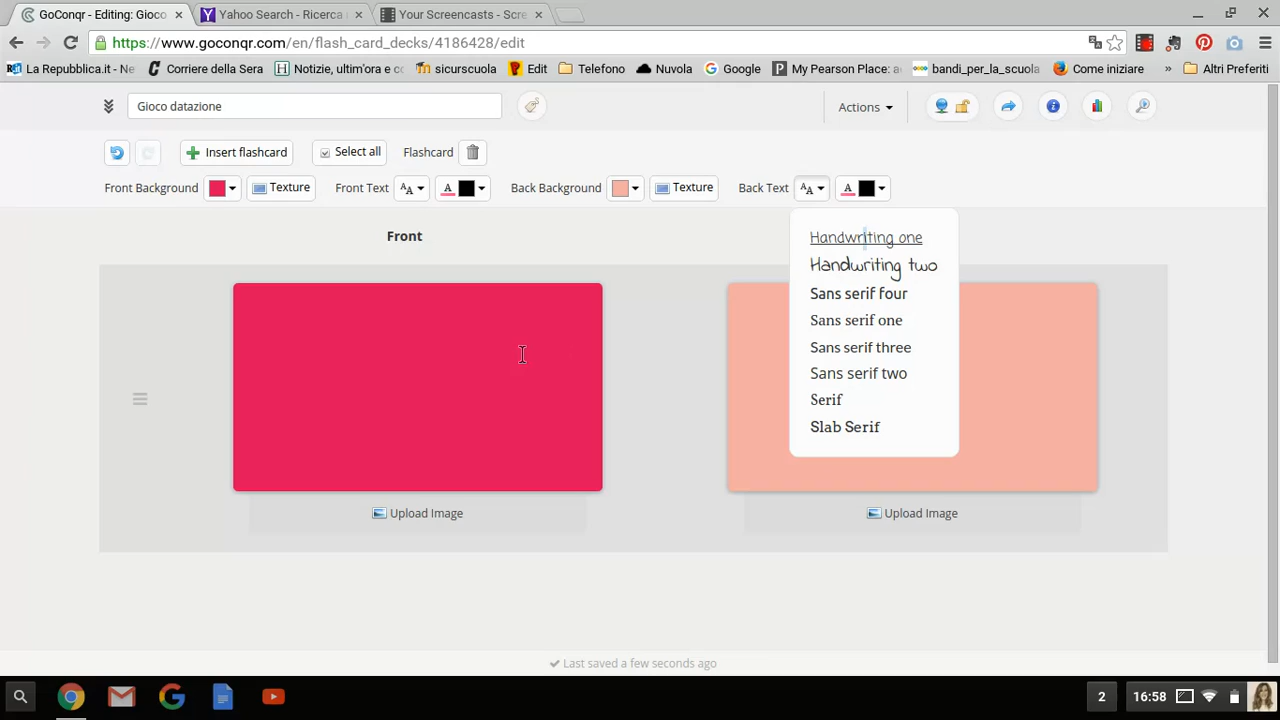 GoConqr - Editing: Gioco
Yahoo Search - Ricerca
Your Screencasts - Scre
https://www.goconqr.com/en/flash_card_decks/4186428/edit
La Repubblica.it - Ne
Corriere della Sera
Notizie, ultim'ora e co
sicurscuola
Edit
Telefono
Nuvola
Google
My Pearson Place: a
bandi_per_la_scuola
Come iniziare
»
Altri Preferiti
Gioco datazione
Actions
Insert flashcard
Select all
Flashcard
Front Background
Texture
Front Text
Back Background
Texture
Back Text
Front
Handwriting one
Handwriting two
Sans serif four
Sans serif one
Sans serif three
Sans serif two
Serif
Slab Serif
Upload Image
Upload Image
Last saved a few seconds ago
2
16:58